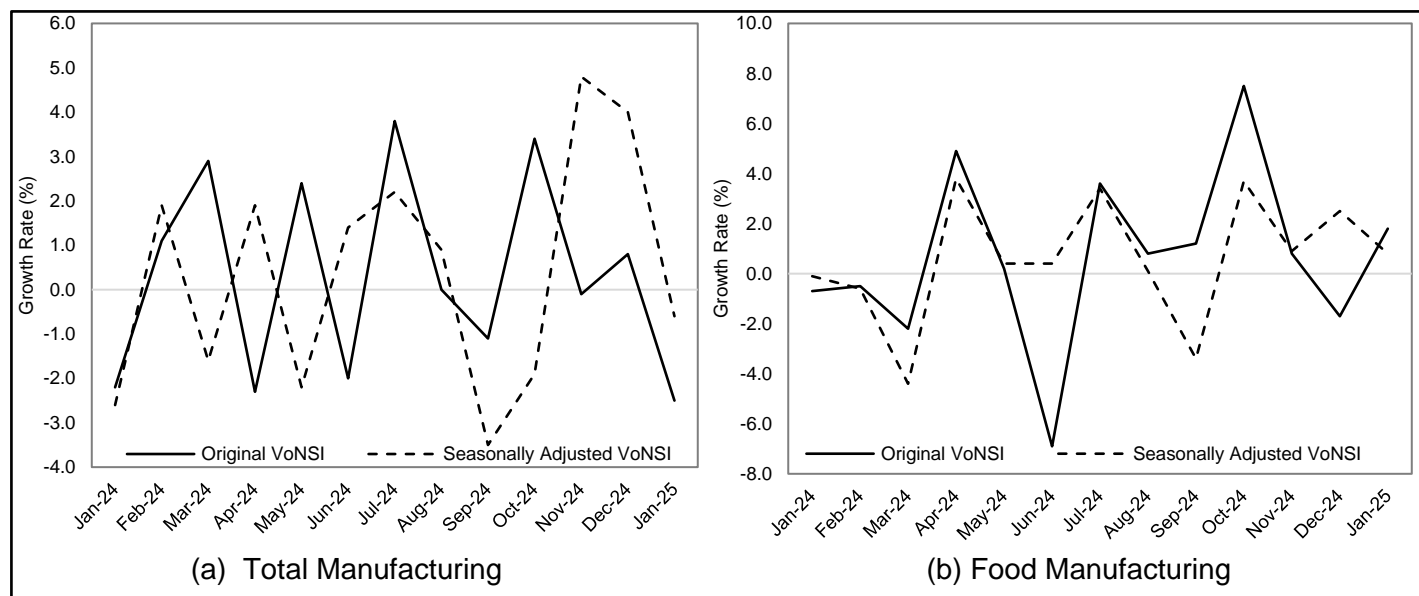 6.0
5.0
4.0
3.0
2.0
1.0
0.0
-1.0
-2.0
-3.0
-4.0
Growth Rate (%)
Original VoNSI Seasonally Adjusted VoNSI
Jan-24 Feb-24 Mar-24 Apr-24 May-24 Jun-24 Jul-24 Aug-24 Sep-24 Oct-24 Nov-24 Dec-24 Jan-25
(a) Total Manufacturing
10.0
8.0
6.0
4.0
2.0
0.0
-2.0
-4.0
-6.0
-8.0
Growth Rate (%)
Original VoNSI Seasonally Adjusted VoNSI
Jan-24 Feb-24 Mar-24 Apr-24 May-24 Jun-24 Jul-24 Aug-24 Sep-24 Oct-24 Nov-24 Dec-24 Jan-25
(b) Food Manufacturing